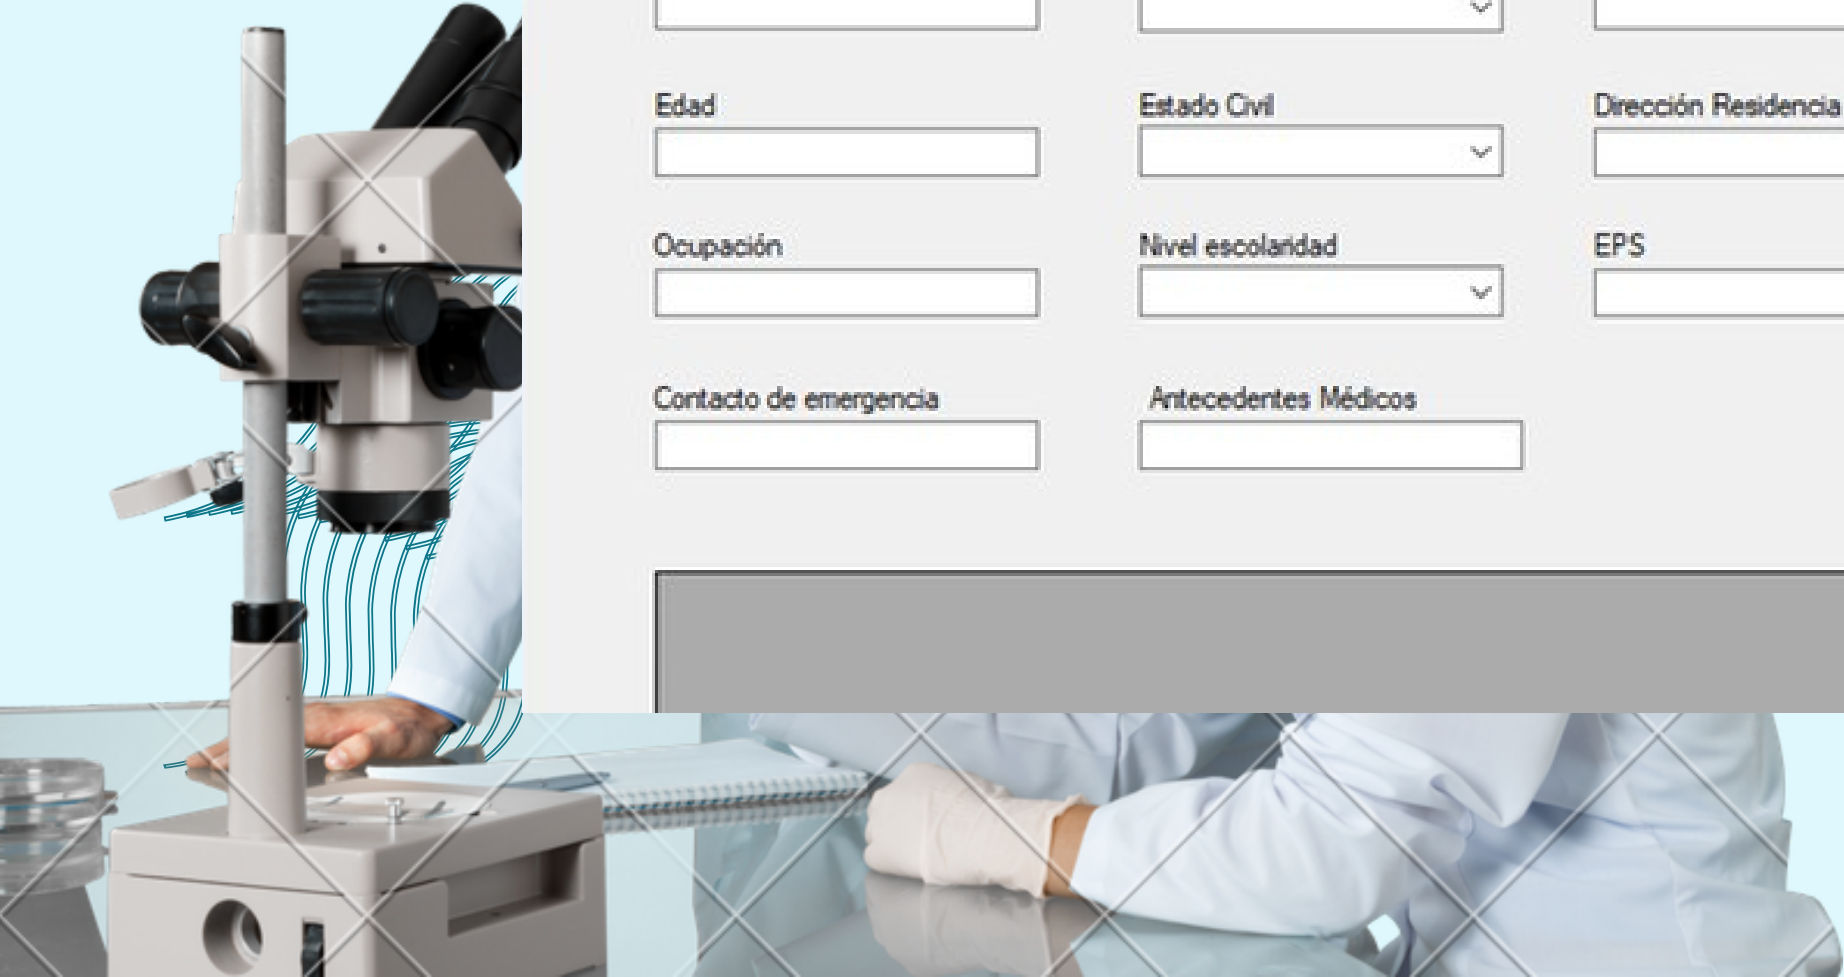 Edad Estado Civil Dirección Residencia
Ocupación Nivel escolaridad EPS
Contacto de emergencia Antecedentes Médicos